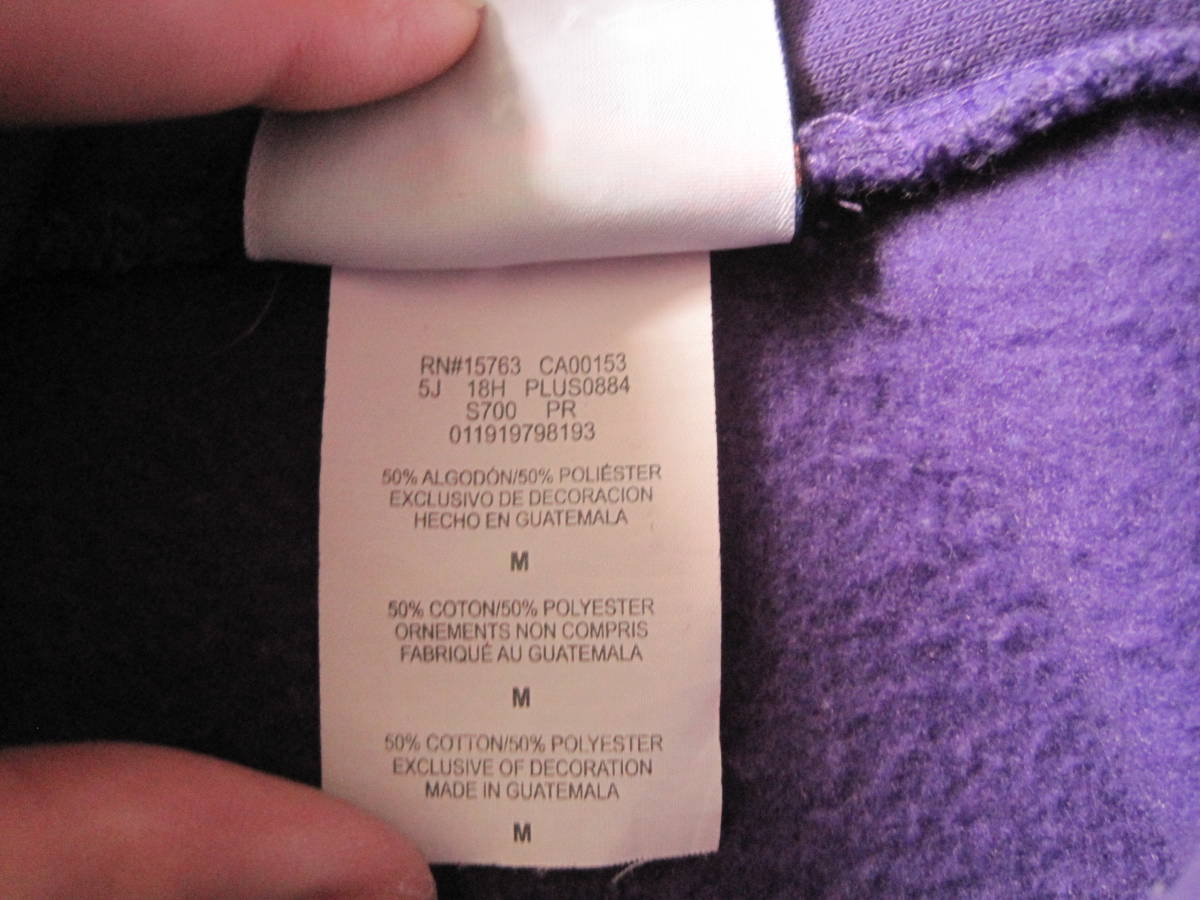 RN#15763 CA00153
5J 18H PLUS0884
S700 PR
011919798193
50% ALGODÓN/50% POLIÉSTER
EXCLUSIVO DE DECORACION
HECHO EN GUATEMALA
M
50% COTON/50% POLYESTER
ORNEMENTS NON COMPRIS
FABRIQUÉ AU GUATEMALA
M
50% COTTON/50% POLYESTER
EXCLUSIVE OF DECORATION
MADE IN GUATEMALA
M